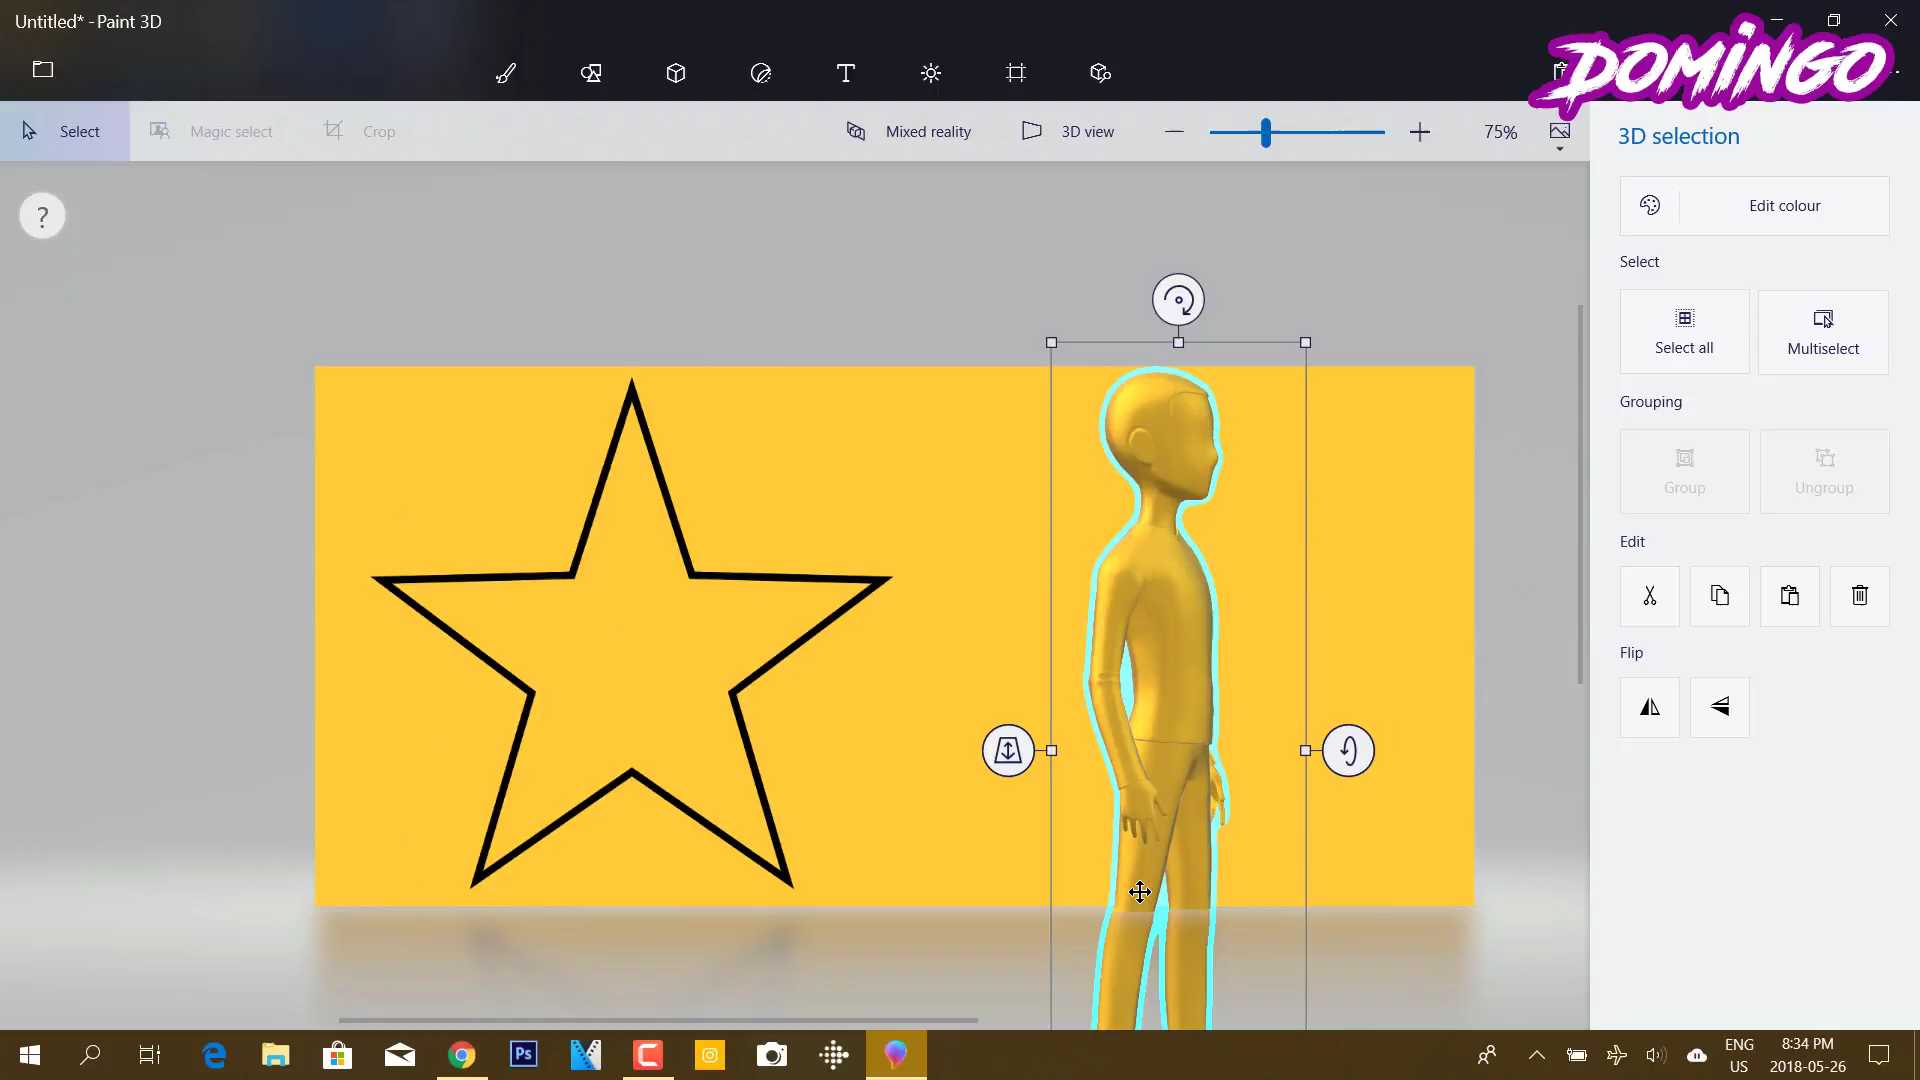 Untitled* - Paint 3D
DOMINGO
Select
Magic select
Crop
Mixed reality
3D view
75%
3D selection
Edit colour
Select
Select all
Multiselect
Grouping
Group
Ungroup
Edit
Flip
?
Ps
ENG
US
8:34 PM
2018-05-26